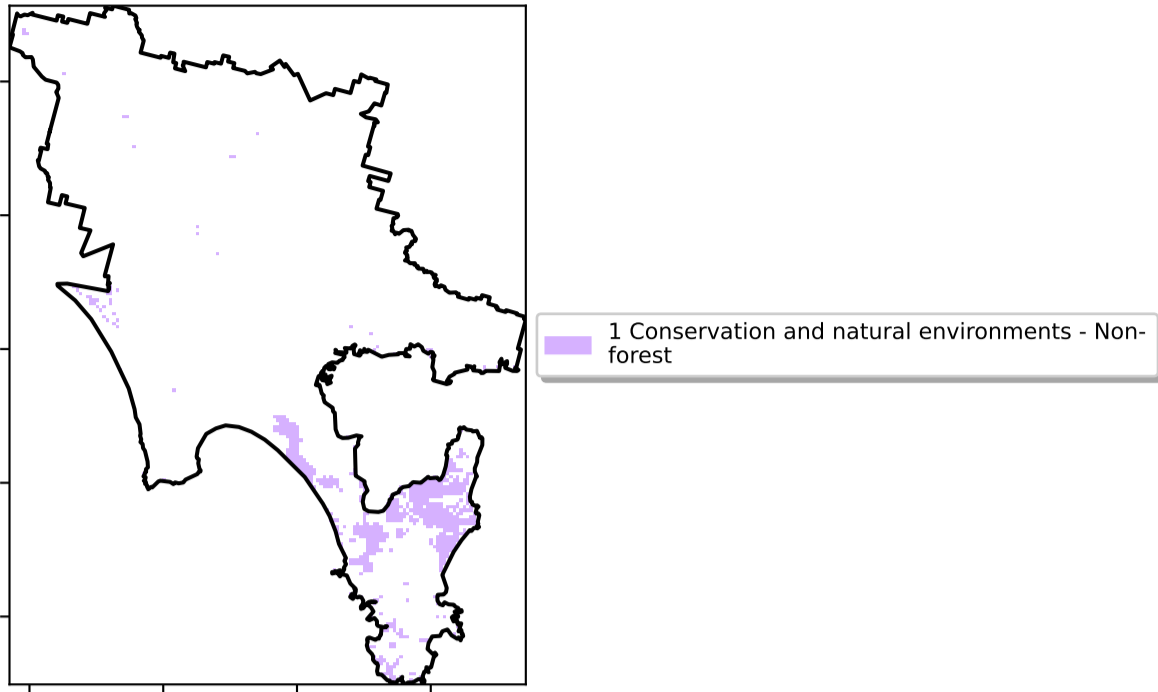 1 Conservation and natural environments - Non-
forest